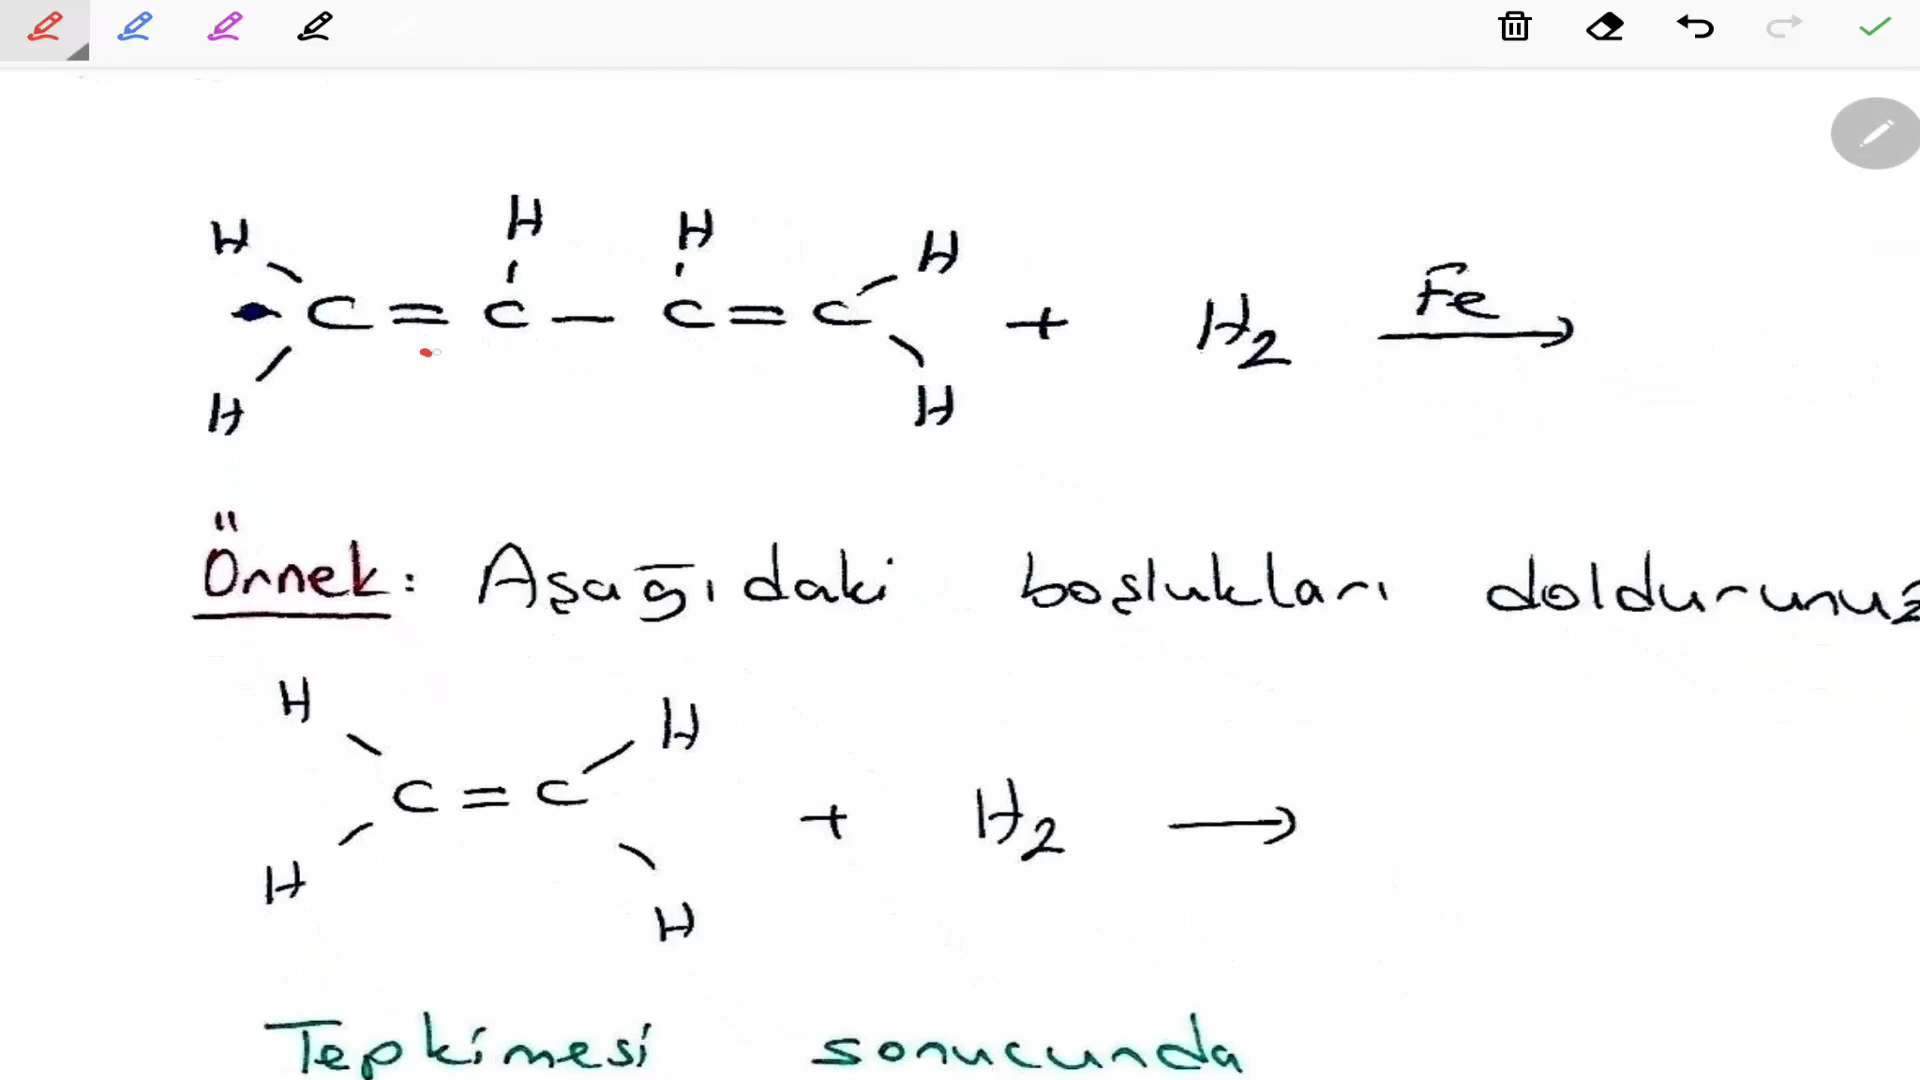 H H H H
C = C - C = C + H₂ Fe →
H H
Örnek: Aşağıdaki boşlukları doldurunuz
H H
C = C + H₂ →
H H
Tepkimesi sonucunda